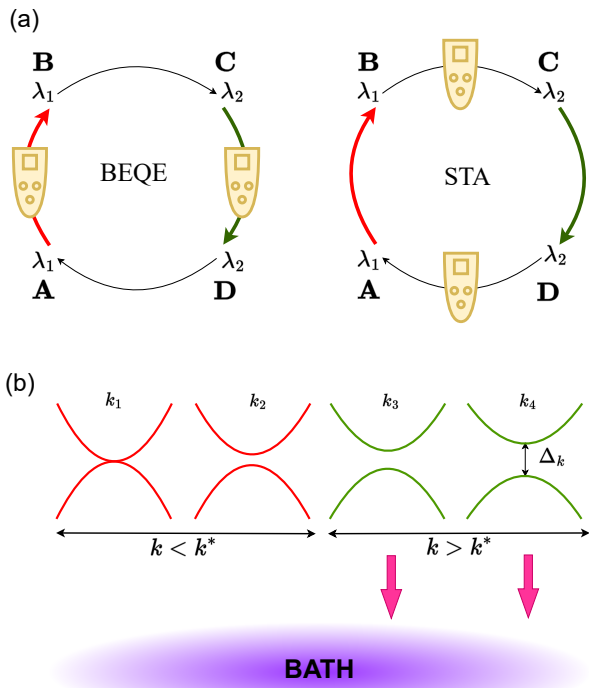 (a)
B C B C
λ₁ λ₂ λ₁ λ₂
BEQE STA
λ₁ λ₂ λ₁ λ₂
A D A D
(b)
k₁ k₂ k₃ k₄
Δₖ
k < k* k > k*
BATH